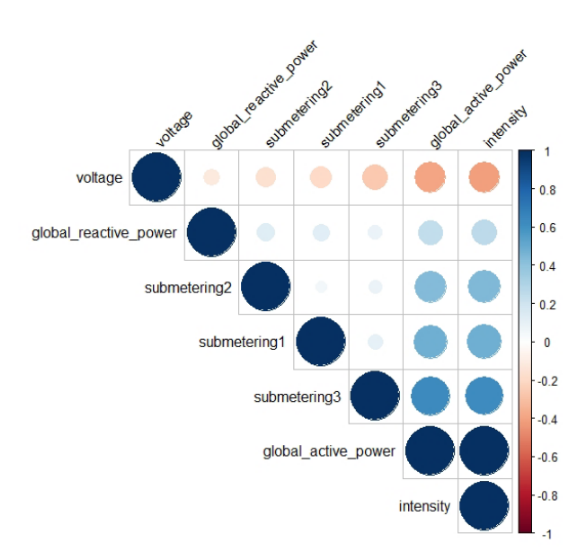 voltage
global_reactive_power
submetering2
submetering1
submetering3
global_active_power
intensity
voltage
global_reactive_power
submetering2
submetering1
submetering3
global_active_power
intensity
1
0.8
0.6
0.4
0.2
0
-0.2
-0.4
-0.6
-0.8
-1